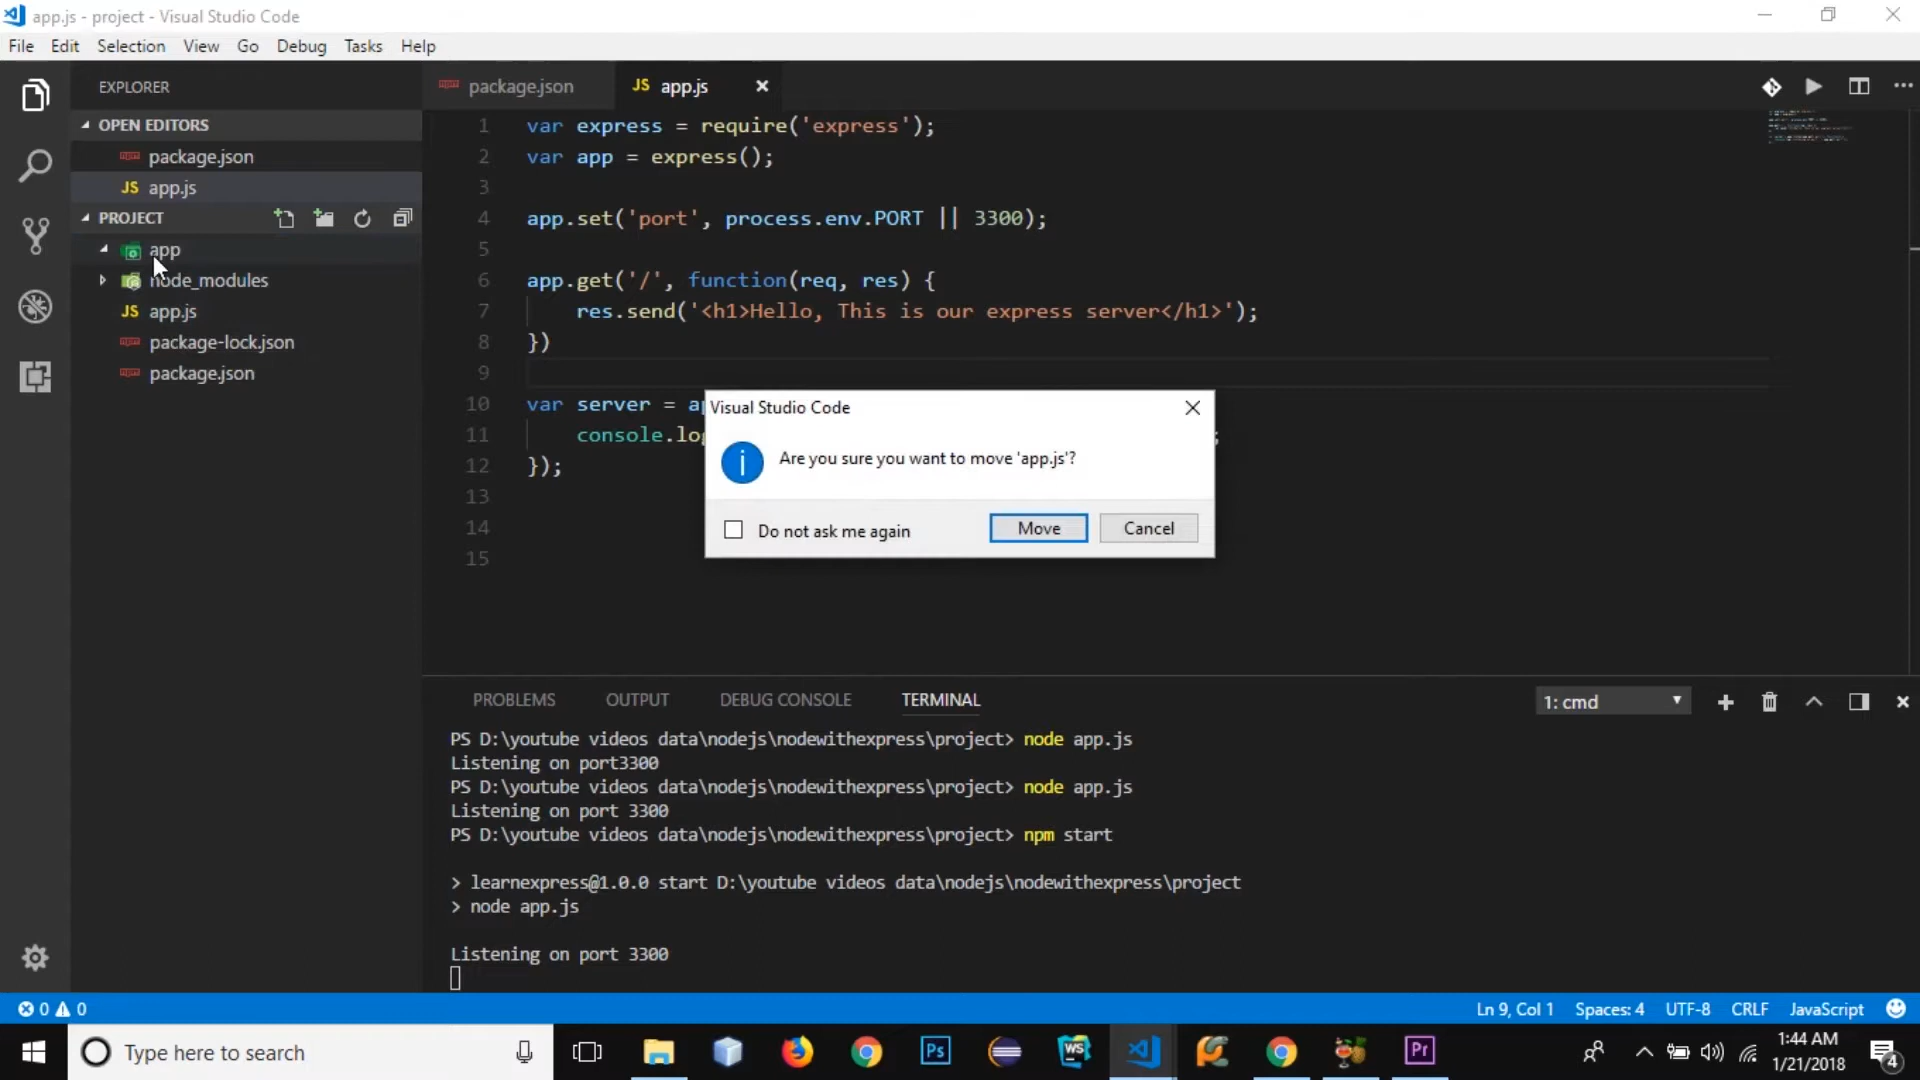 app.js - project - Visual Studio Code
File Edit Selection View Go Debug Tasks Help
EXPLORER
OPEN EDITORS
package.json
JS app.js
PROJECT
app
node_modules
JS app.js
package-lock.json
package.json
package.json
JS app.js
1 var express = require('express');
2 var app = express();
3
4 app.set('port', process.env.PORT || 3300);
5
6 app.get('/', function(req, res) {
7 res.send('<h1>Hello, This is our express server</h1>');
8 })
9
10 var server = a
11 console.log ;
12 });
13
14
15
Visual Studio Code
Are you sure you want to move 'app.js'?
Do not ask me again
Move
Cancel
PROBLEMS OUTPUT DEBUG CONSOLE TERMINAL
1: cmd
PS D:\youtube videos data\nodejs\nodewithexpress\project> node app.js
Listening on port3300
PS D:\youtube videos data\nodejs\nodewithexpress\project> node app.js
Listening on port 3300
PS D:\youtube videos data\nodejs\nodewithexpress\project> npm start
> learnexpress@1.0.0 start D:\youtube videos data\nodejs\nodewithexpress\project
> node app.js
Listening on port 3300
0 0
Ln 9, Col 1 Spaces: 4 UTF-8 CRLF JavaScript
Type here to search
Ps
WS
Pr
1:44 AM
1/21/2018
4